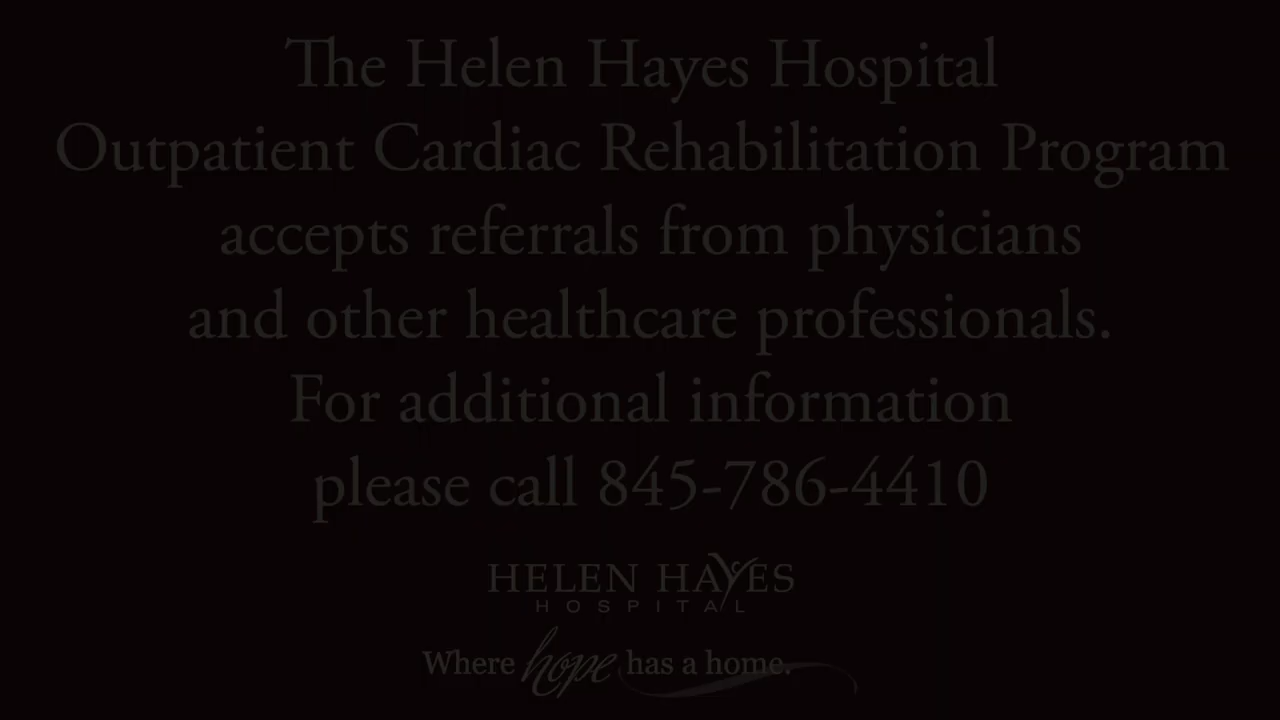 The Helen Hayes Hospital
Outpatient Cardiac Rehabilitation Program
accepts referrals from physicians
and other healthcare professionals.
For additional information
please call 845-786-4410
HELEN HAYES
HOSPITAL
Where hope has a home.